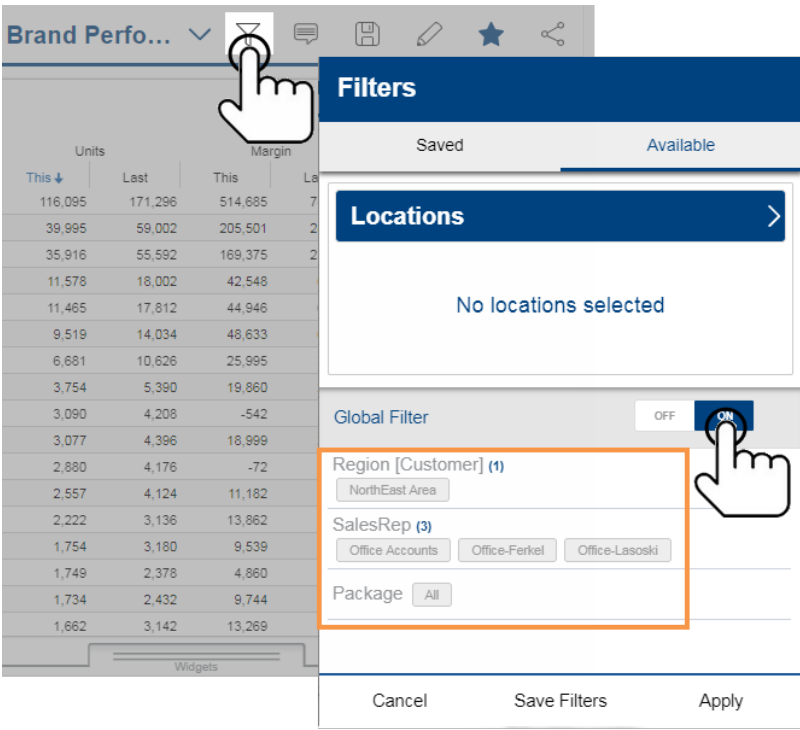 Brand Perfo...
Filters
Saved Available
Locations
No locations selected
Global Filter OFF ON
Region [Customer] (1)
NorthEast Area
SalesRep (3)
Office Accounts Office-Ferkel Office-Lasoski
Package All
Cancel Save Filters Apply
Units Margin
This Last This La
116,095 171,296 514,685 7
39,995 59,002 205,501 2
35,916 55,592 169,375 2
11,578 18,002 42,548
11,465 17,812 44,946
9,519 14,034 48,633
6,681 10,626 25,995
3,754 5,390 19,860
3,090 4,208 -542
3,077 4,396 18,999
2,880 4,176 -72
2,557 4,124 11,182
2,222 3,136 13,862
1,754 3,180 9,539
1,749 2,378 4,860
1,734 2,432 9,744
1,662 3,142 13,269
Widgets